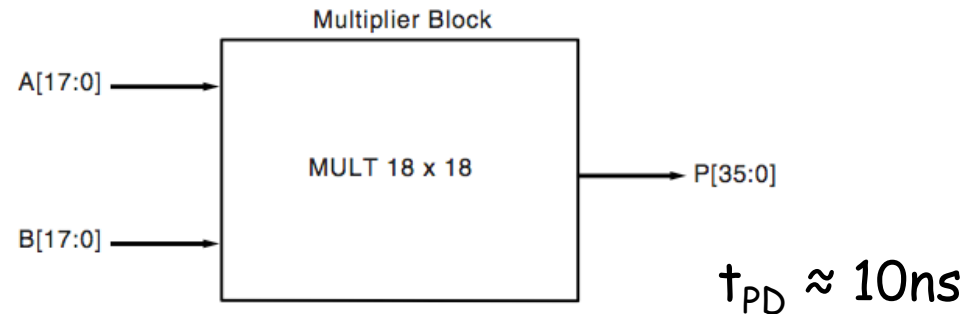 Multiplier Block
A[17:0]
MULT 18 x 18
P[35:0]
B[17:0]
tPD ≈ 10ns